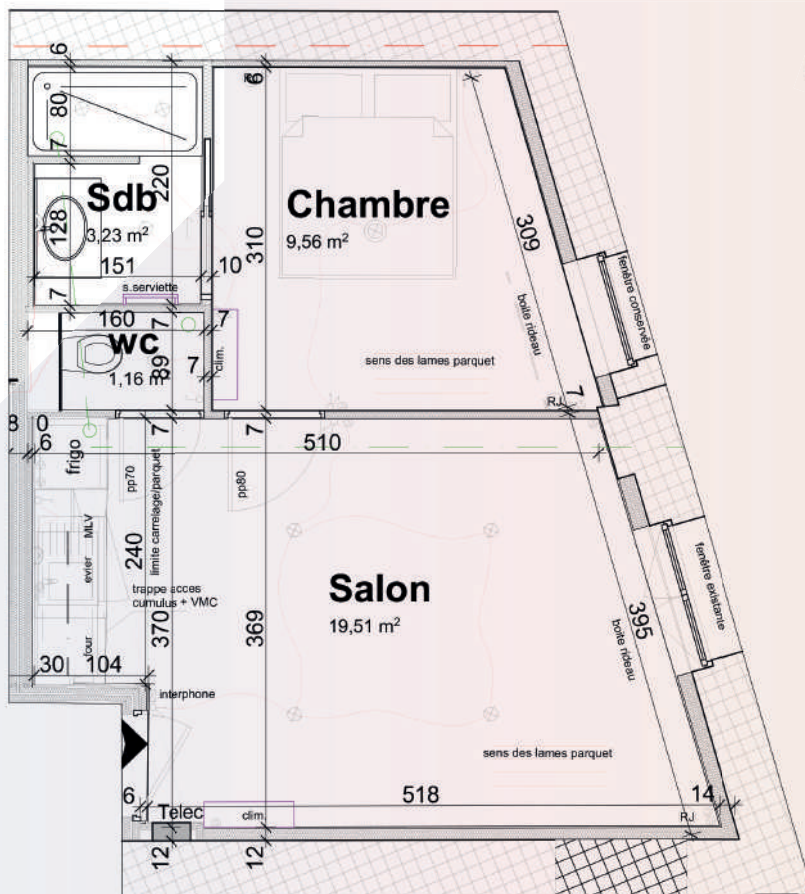 6
6
80
7
220
Sdb
3,23 m²
128
151
10
s.serviette
7
Chambre
9,56 m²
310
309
boite rideau
fenêtre conservée
160
7
7
wc
1,16 m
89
7
clim.
sens des lames parquet
RJ
7
8
0
6
7
7
510
frigo
pp70
limite carrelage/parquet
pp80
MLV
evier
four
240
trappe acces
cumulus + VMC
370
369
Salon
19,51 m²
395
boite rideau
fenêtre existante
30
104
interphone
sens des lames parquet
6
518
14
Telec
clim.
RJ
12
12